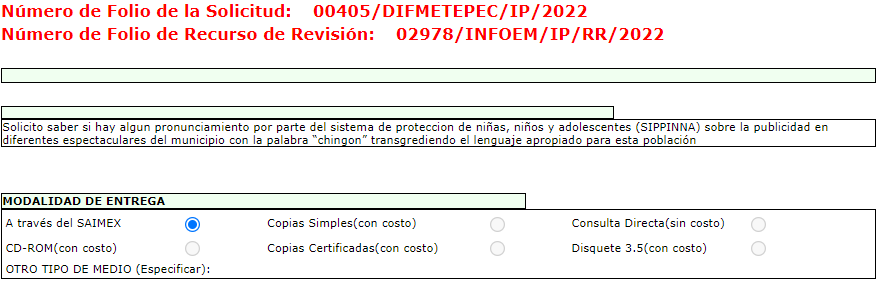 Número de Folio de la Solicitud: 00405/DIFMETEPEC/IP/2022
Número de Folio de Recurso de Revisión: 02978/INFOEM/IP/RR/2022
Solicito saber si hay algun pronunciamiento por parte del sistema de proteccion de niñas, niños y adolescentes (SIPPINNA) sobre la publicidad en
diferentes espectaculares del municipio con la palabra “chingon” transgrediendo el lenguaje apropiado para esta población
MODALIDAD DE ENTREGA
A través del SAIMEX Copias Simples(con costo) Consulta Directa(sin costo)
CD-ROM(con costo) Copias Certificadas(con costo) Disquete 3.5(con costo)
OTRO TIPO DE MEDIO (Especificar):